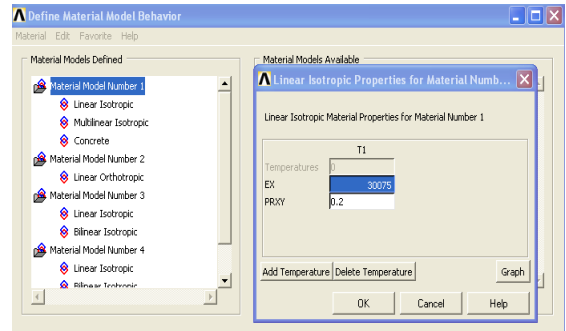 Define Material Model Behavior
Material Edit Favorite Help
Material Models Defined
Material Model Number 1
Linear Isotropic
Multilinear Isotropic
Concrete
Material Model Number 2
Linear Orthotropic
Material Model Number 3
Linear Isotropic
Bilinear Isotropic
Material Model Number 4
Linear Isotropic
Bilinear Isotropic
Material Models Available
Linear Isotropic Properties for Material Numb...
Linear Isotropic Material Properties for Material Number 1
T1
Temperatures 0
EX 30075
PRXY 0.2
Add Temperature Delete Temperature Graph
OK Cancel Help